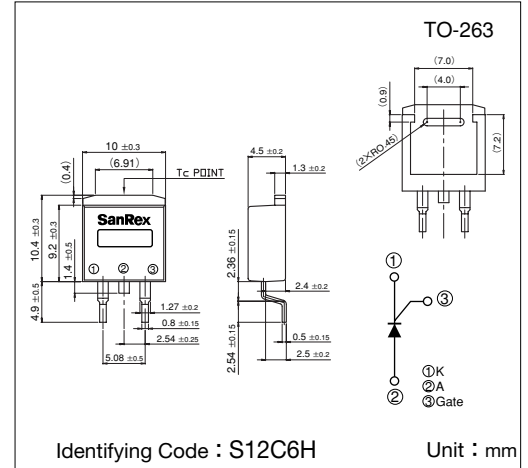 TO-263
(7.0)
(4.0)
(0.9)
(7.2)
(2×R0.45)
10 ±0.3
(6.91)
(0.4)
Tc POINT
4.5 ±0.2
1.3 ±0.2
10.4 ±0.3
9.2 ±0.3
1.4 ±0.5
4.9 ±0.5
SanRex
① ② ③
1.27 ±0.2
0.8 ±0.15
2.54 ±0.25
5.08 ±0.5
2.36 ±0.15
2.4 ±0.2
2.54 ±0.15
0.5 ±0.15
2.5 ±0.2
①
③
②
①K
②A
③Gate
Identifying Code：S12C6H
Unit：mm